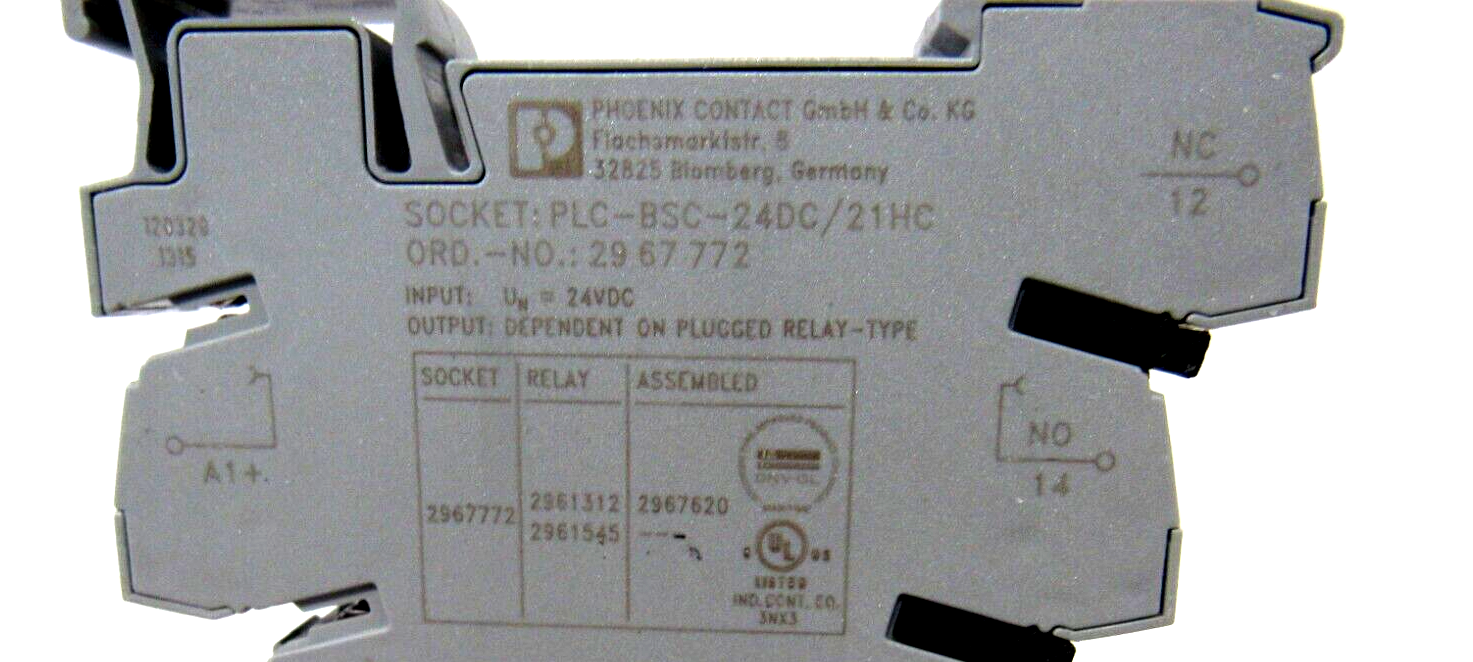 PHOENIX CONTACT GmbH & Co. KG
Flachsmarktstr. 8
32825 Blomberg, Germany
NC
12
SOCKET: PLC-BSC-24DC/21HC
ORD.-NO.: 29 67 772
120328
1315
INPUT: UN = 24VDC
OUTPUT: DEPENDENT ON PLUGGED RELAY-TYPE
SOCKET RELAY ASSEMBLED
A1+
NO
14
DNV·GL
2967772 2961312 2967620
2961545 ---
C UL US
LISTED
IND. CONT. EQ.
3NX3